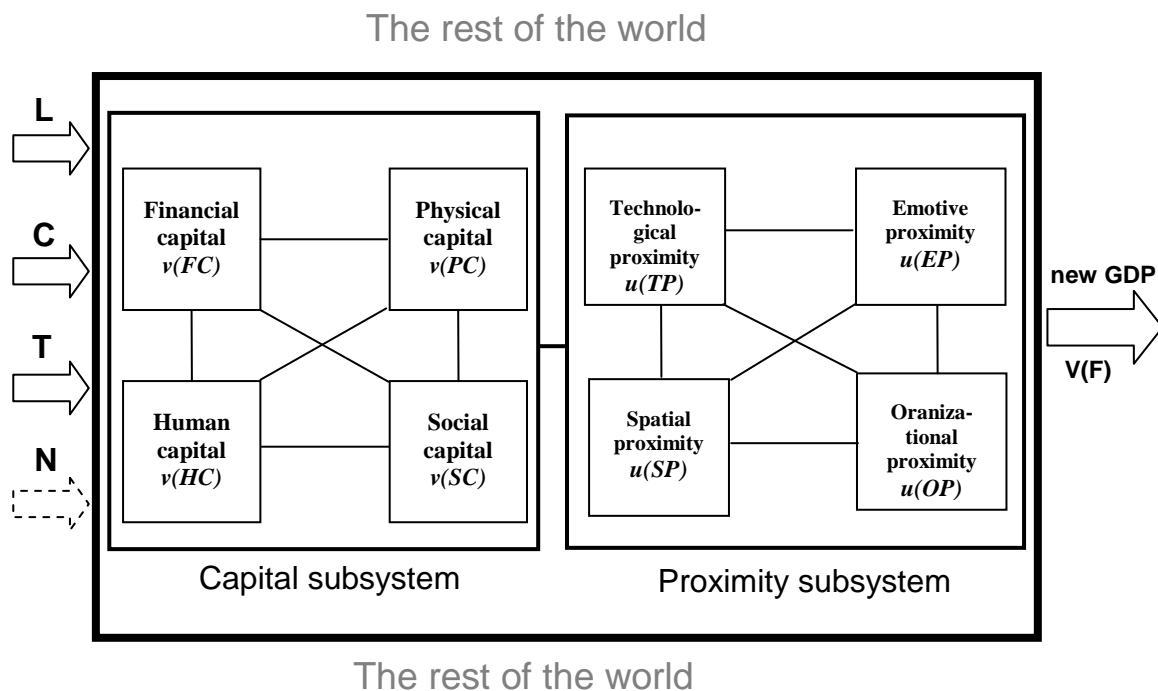 The rest of the world
L
C
T
N
Financial
capital
v(FC)
Physical
capital
v(PC)
Human
capital
v(HC)
Social
capital
v(SC)
Capital subsystem
Technolo-
gical
proximity
u(TP)
Emotive
proximity
u(EP)
Spatial
proximity
u(SP)
Oraniza-
tional
proximity
u(OP)
Proximity subsystem
new GDP
V(F)
The rest of the world